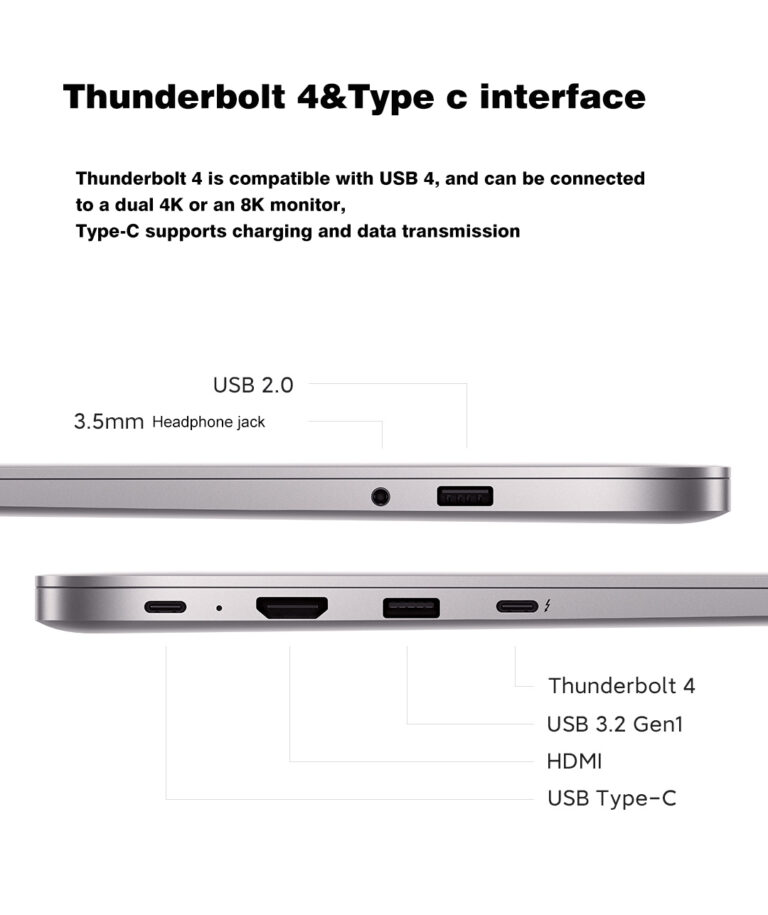 Thunderbolt 4&Type c interface
Thunderbolt 4 is compatible with USB 4, and can be connected
to a dual 4K or an 8K monitor,
Type-C supports charging and data transmission
USB 2.0
3.5mm Headphone jack
Thunderbolt 4
USB 3.2 Gen1
HDMI
USB Type-C